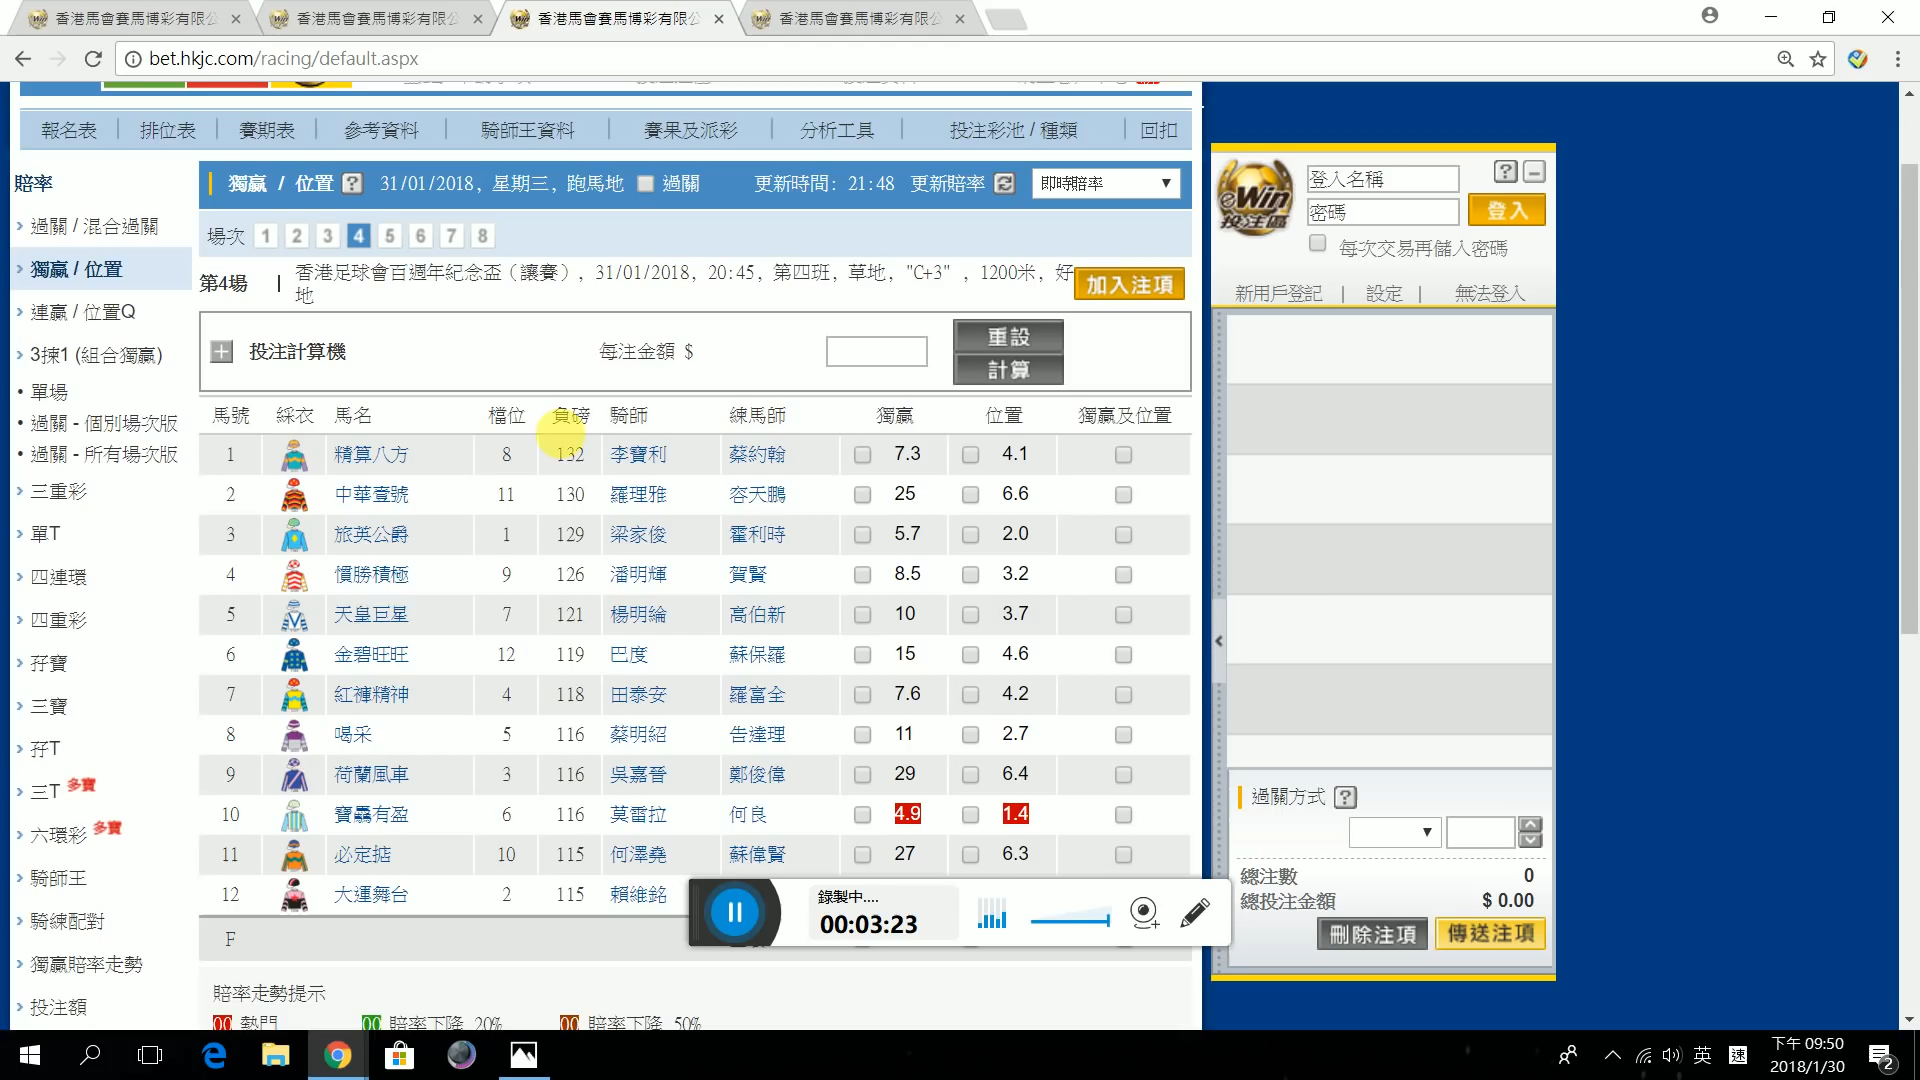 香港馬會賽馬博彩有限公
香港馬會賽馬博彩有限公
香港馬會賽馬博彩有限公
香港馬會賽馬博彩有限公
bet.hkjc.com/racing/default.aspx
報名表 排位表 賽期表 參考資料 騎師王資料 賽果及派彩 分析工具 投注彩池 / 種類 回扣
賠率
過關 / 混合過關
獨贏 / 位置
連贏 / 位置Q
3揀1 (組合獨贏)
單場
過關 - 個別場次版
過關 - 所有場次版
三重彩
單T
四連環
四重彩
孖寶
三寶
孖T
三T 多寶
六環彩 多寶
騎師王
騎練配對
獨贏賠率走勢
投注額
獨贏 / 位置 ? 31/01/2018, 星期三, 跑馬地 過關 更新時間: 21:48 更新賠率 即時賠率
場次 1 2 3 4 5 6 7 8
第4場 | 香港足球會百週年紀念盃 (讓賽), 31/01/2018, 20:45, 第四班, 草地, "C+3" , 1200米, 好
地
加入注項
投注計算機 每注金額 $ 重設
計算
馬號 綵衣 馬名 檔位 負磅 騎師 練馬師 獨贏 位置 獨贏及位置
1 精算八方 8 132 李寶利 蔡約翰 7.3 4.1
2 中華壹號 11 130 羅理雅 容天鵬 25 6.6
3 旅英公爵 1 129 梁家俊 霍利時 5.7 2.0
4 慣勝積極 9 126 潘明輝 賀賢 8.5 3.2
5 天皇巨星 7 121 楊明綸 高伯新 10 3.7
6 金碧旺旺 12 119 巴度 蘇保羅 15 4.6
7 紅褲精神 4 118 田泰安 羅富全 7.6 4.2
8 喝采 5 116 蔡明紹 告達理 11 2.7
9 荷蘭風車 3 116 吳嘉晉 鄭俊偉 29 6.4
10 寶驫有盈 6 116 莫雷拉 何良 4.9 1.4
11 必定掂 10 115 何澤堯 蘇偉賢 27 6.3
12 大運舞台 2 115 賴維銘
F
賠率走勢提示
00 熱門 00 賠率下降 20% 00 賠率下降 50%
錄製中....
00:03:23
eWin
投注區
登入名稱
密碼
? −
登入
每次交易再儲入密碼
新用戶登記 | 設定 | 無法登入
過關方式 ?
總注數 0
總投注金額 $ 0.00
刪除注項 傳送注項
英 速
下午 09:50
2018/1/30
2